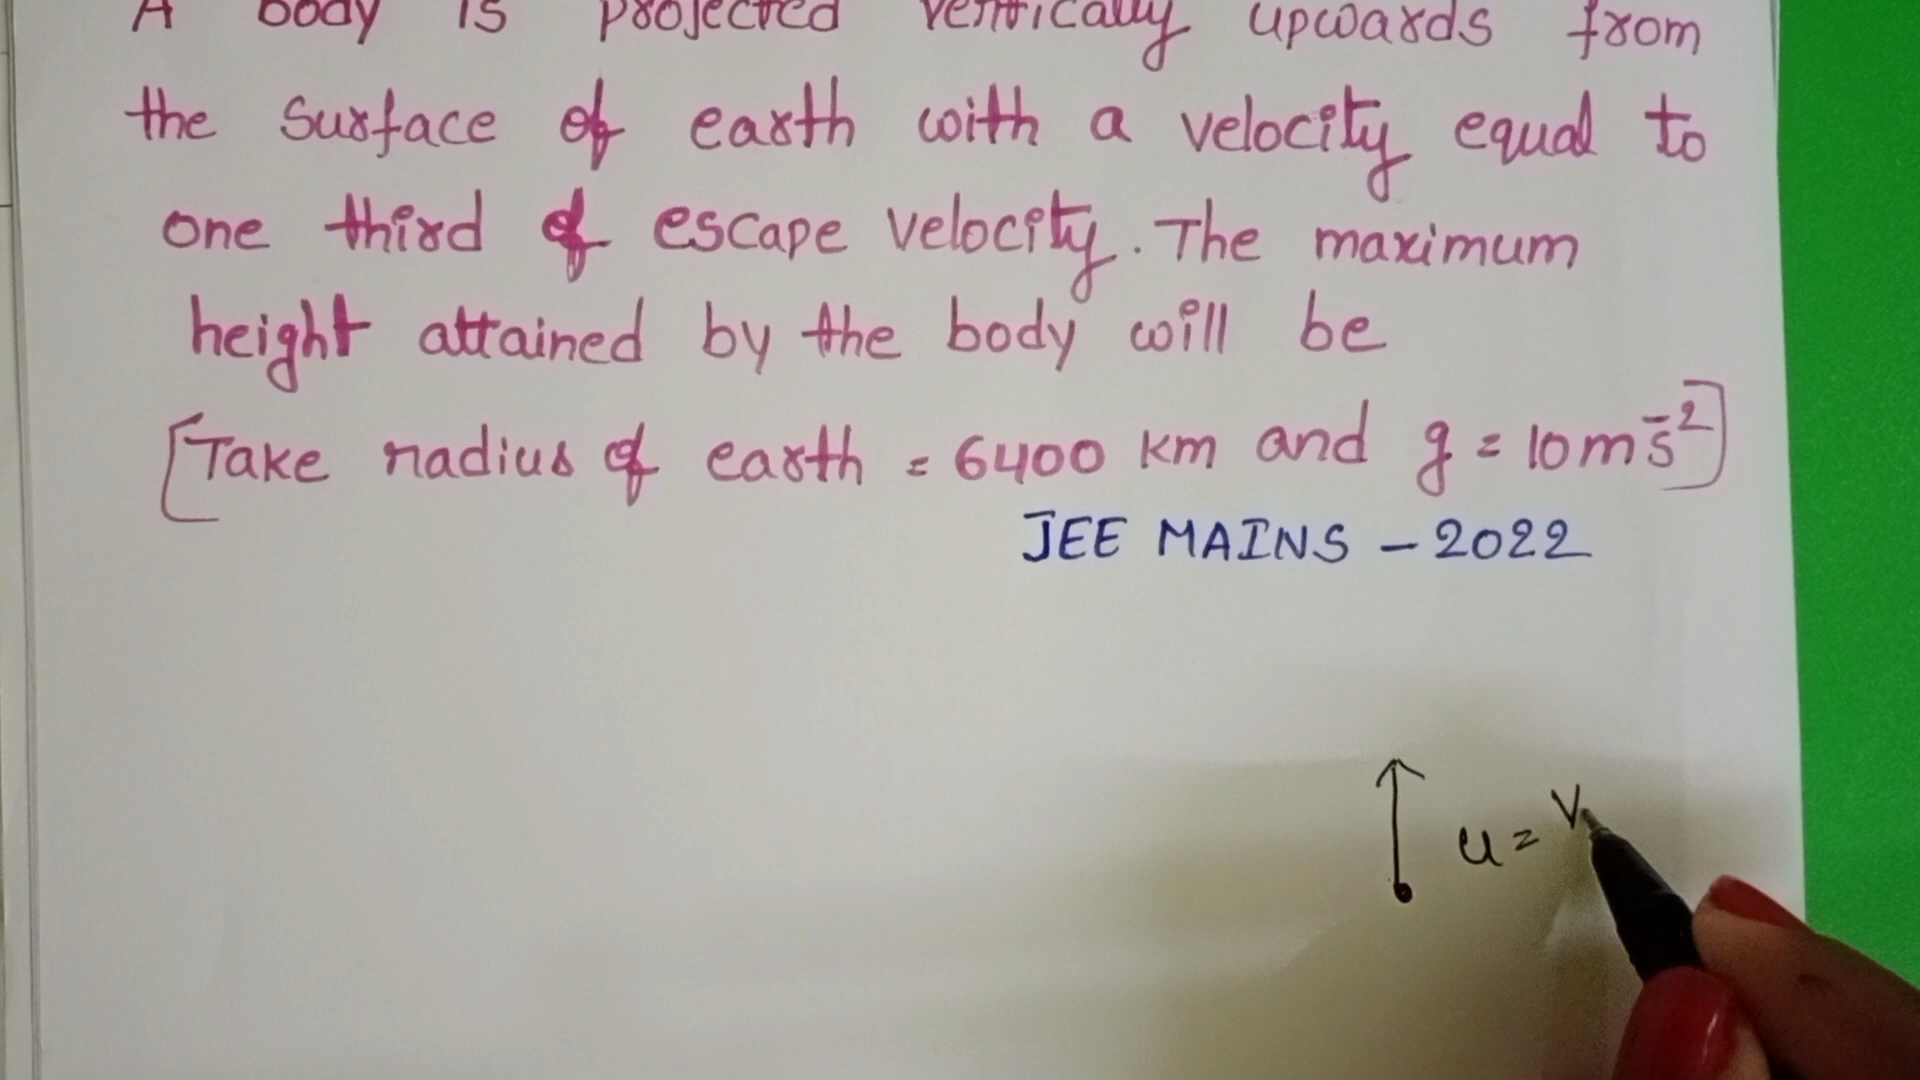 A body is projected vertically upwards from
the surface of earth with a velocity equal to
one third of escape velocity. The maximum
height attained by the body will be
[Take radius of earth = 6400 km and g = 10 m s⁻²]
JEE MAINS - 2022
u = V